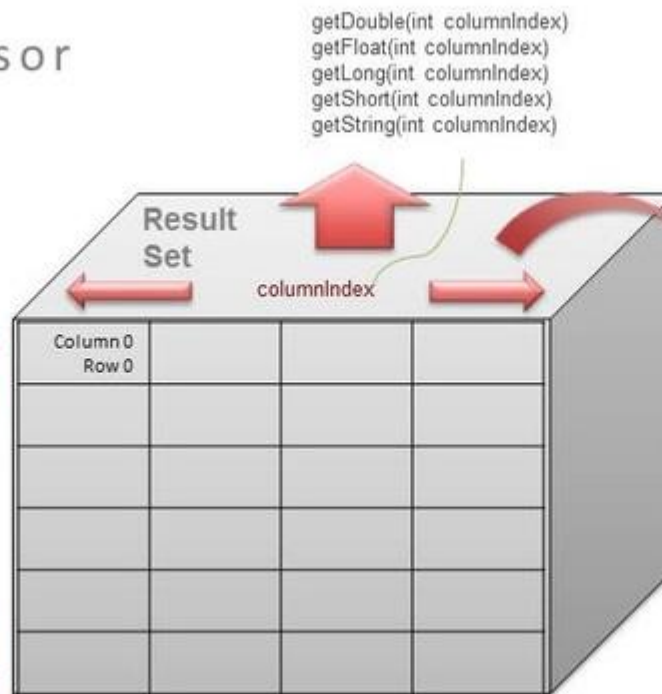 sor
getDouble(int columnIndex)
getFloat(int columnIndex)
getLong(int columnIndex)
getShort(int columnIndex)
getString(int columnIndex)
Result
Set
columnIndex
Column 0
Row 0